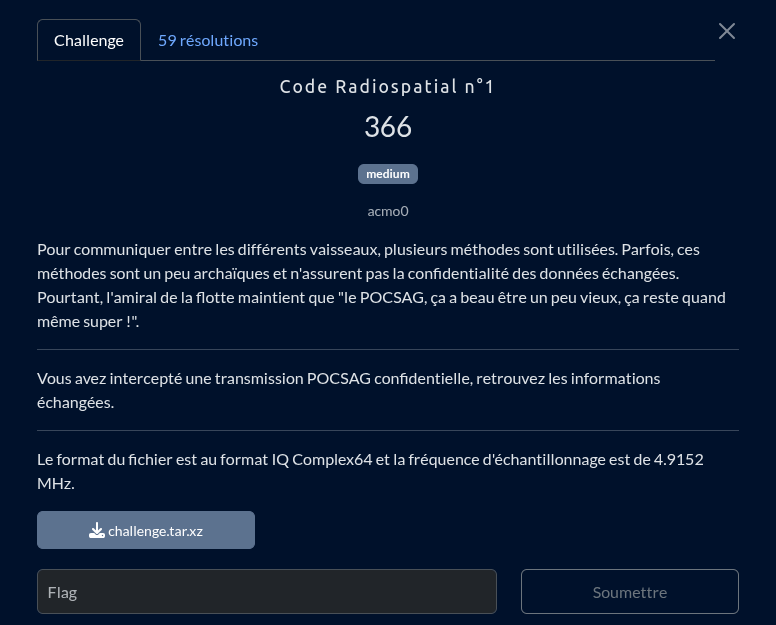 Challenge
59 résolutions
Code Radiospatial n°1
366
medium
acmo0
Pour communiquer entre les différents vaisseaux, plusieurs méthodes sont utilisées. Parfois, ces
méthodes sont un peu archaïques et n'assurent pas la confidentialité des données échangées.
Pourtant, l'amiral de la flotte maintient que "le POCSAG, ça a beau être un peu vieux, ça reste quand
même super !".
Vous avez intercepté une transmission POCSAG confidentielle, retrouvez les informations
échangées.
Le format du fichier est au format IQ Complex64 et la fréquence d'échantillonnage est de 4.9152
MHz.
challenge.tar.xz
Flag
Soumettre